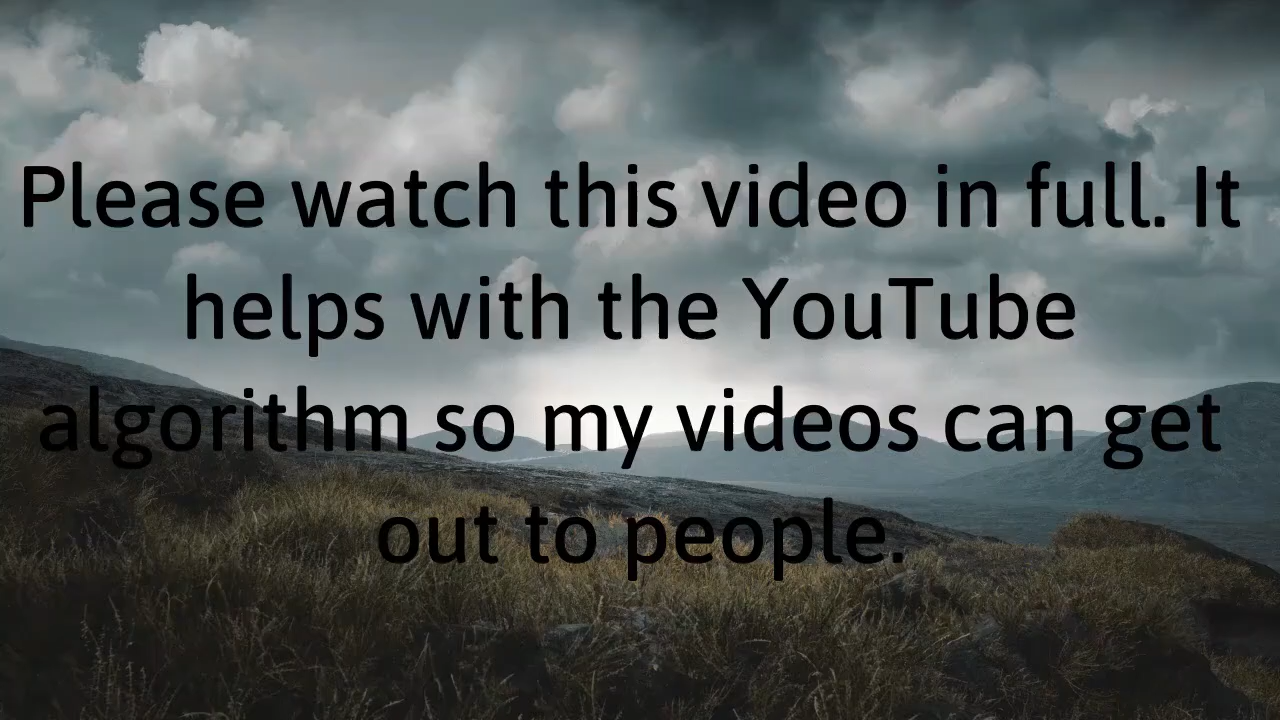 Please watch this video in full. It
helps with the YouTube
algorithm so my videos can get
out to people.